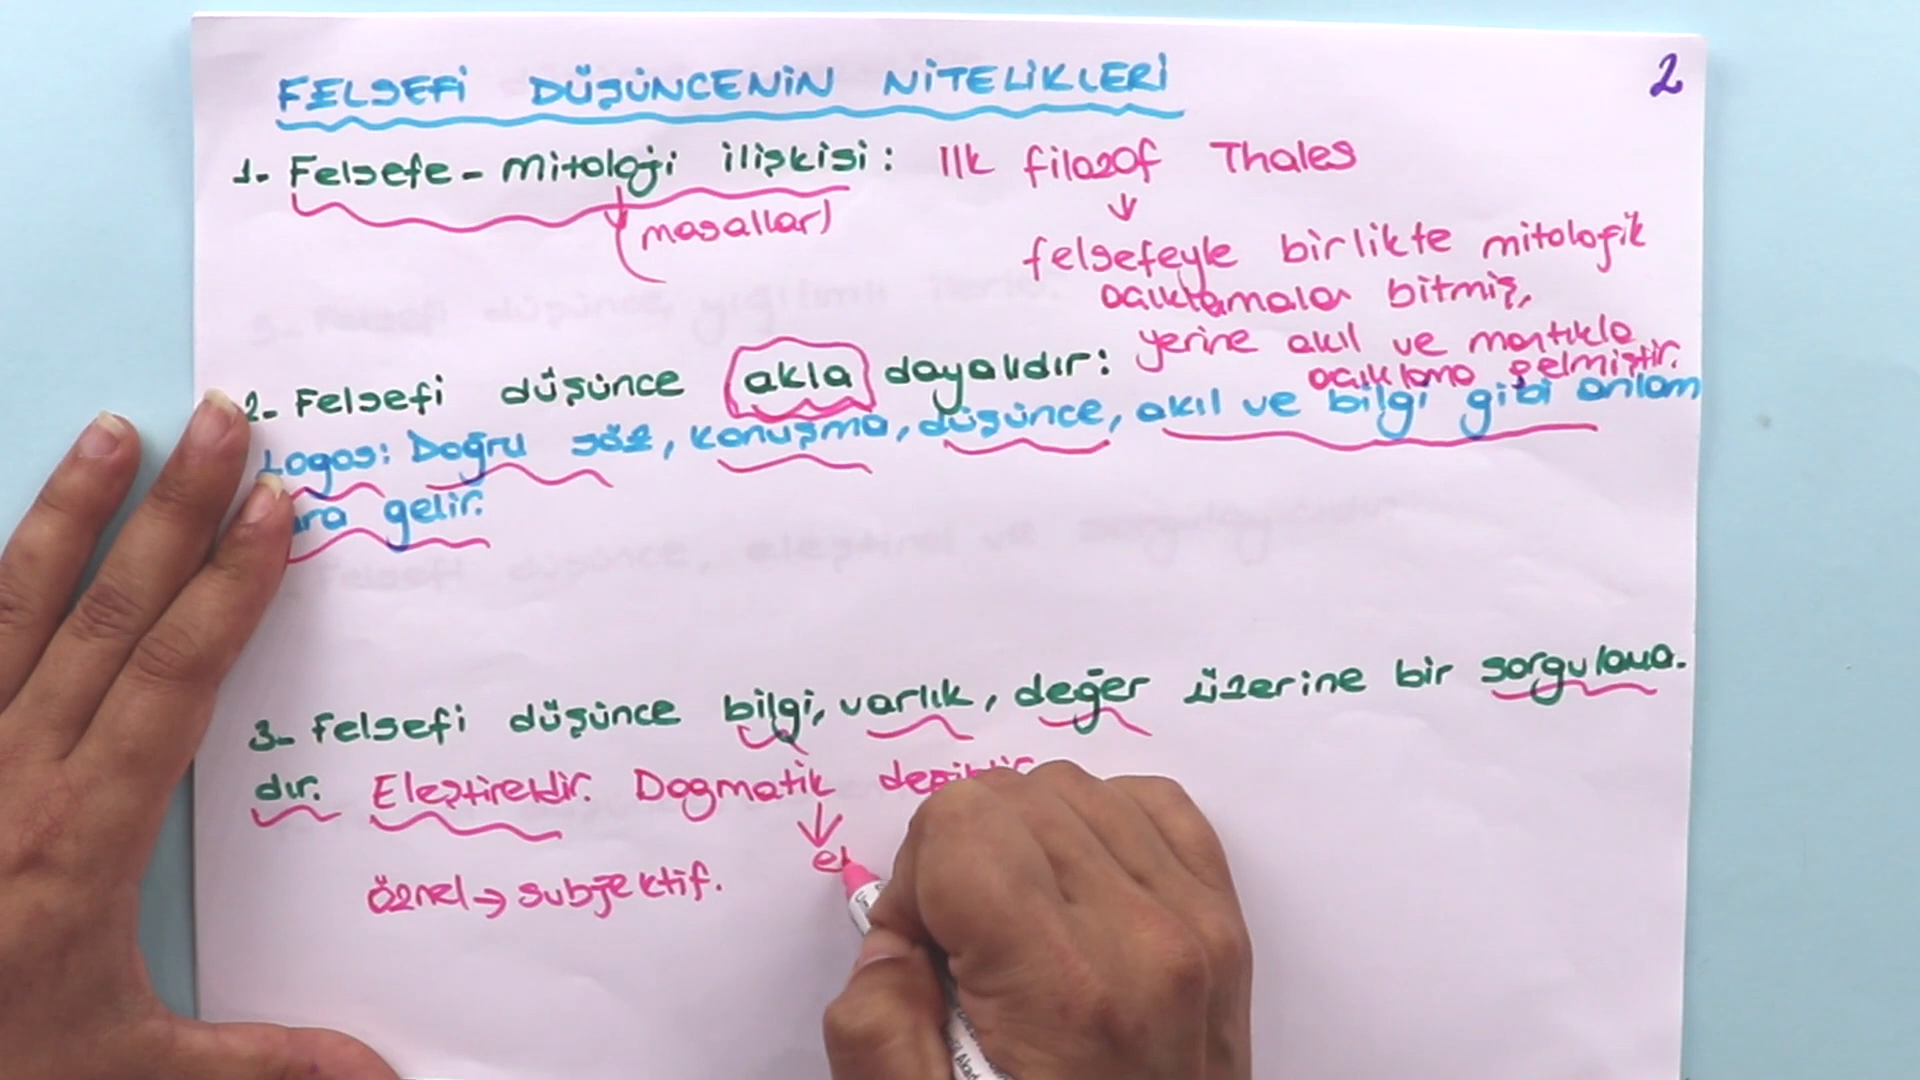 FELSEFİ DÜŞÜNCENİN NİTELİKLERİ
2
1- Felsefe - Mitoloji ilişkisi: İlk filozof Thales
(masallar)
felsefeyle birlikte mitolojik
açıklamalar bitmiş,
yerine akıl ve mantıkla
açıklama gelmiştir.
2- Felsefi düşünce akla dayalıdır:
Logos: Doğru söz, konuşma, düşünce, akıl ve bilgi gibi anlam
lara gelir.
3- Felsefi düşünce bilgi, varlık, değer üzerine bir sorgulama.
dır. Eleştireldir. Dogmatik değildir
Öznel → subjektif.